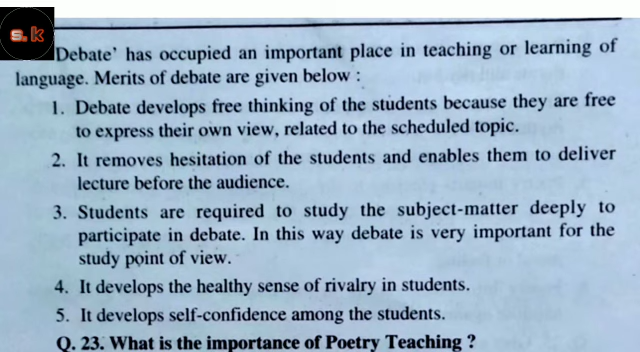 s.k
Debate' has occupied an important place in teaching or learning of
language. Merits of debate are given below :
1. Debate develops free thinking of the students because they are free
to express their own view, related to the scheduled topic.
2. It removes hesitation of the students and enables them to deliver
lecture before the audience.
3. Students are required to study the subject-matter deeply to
participate in debate. In this way debate is very important for the
study point of view.
4. It develops the healthy sense of rivalry in students.
5. It develops self-confidence among the students.
Q. 23. What is the importance of Poetry Teaching ?